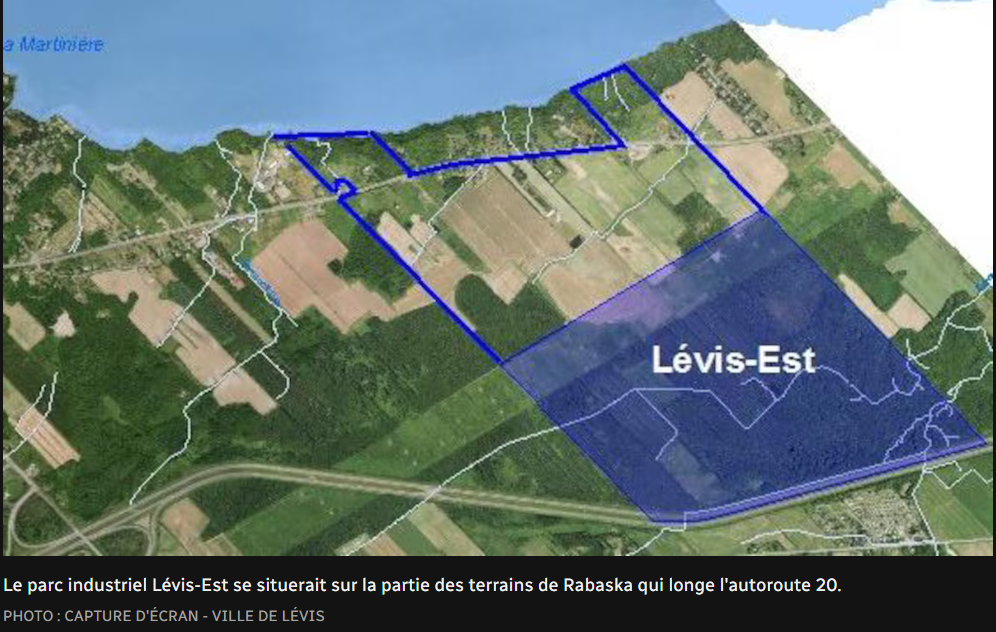 a Martinière
Lévis-Est
Le parc industriel Lévis-Est se situerait sur la partie des terrains de Rabaska qui longe l'autoroute 20.
PHOTO : CAPTURE D'ÉCRAN - VILLE DE LÉVIS